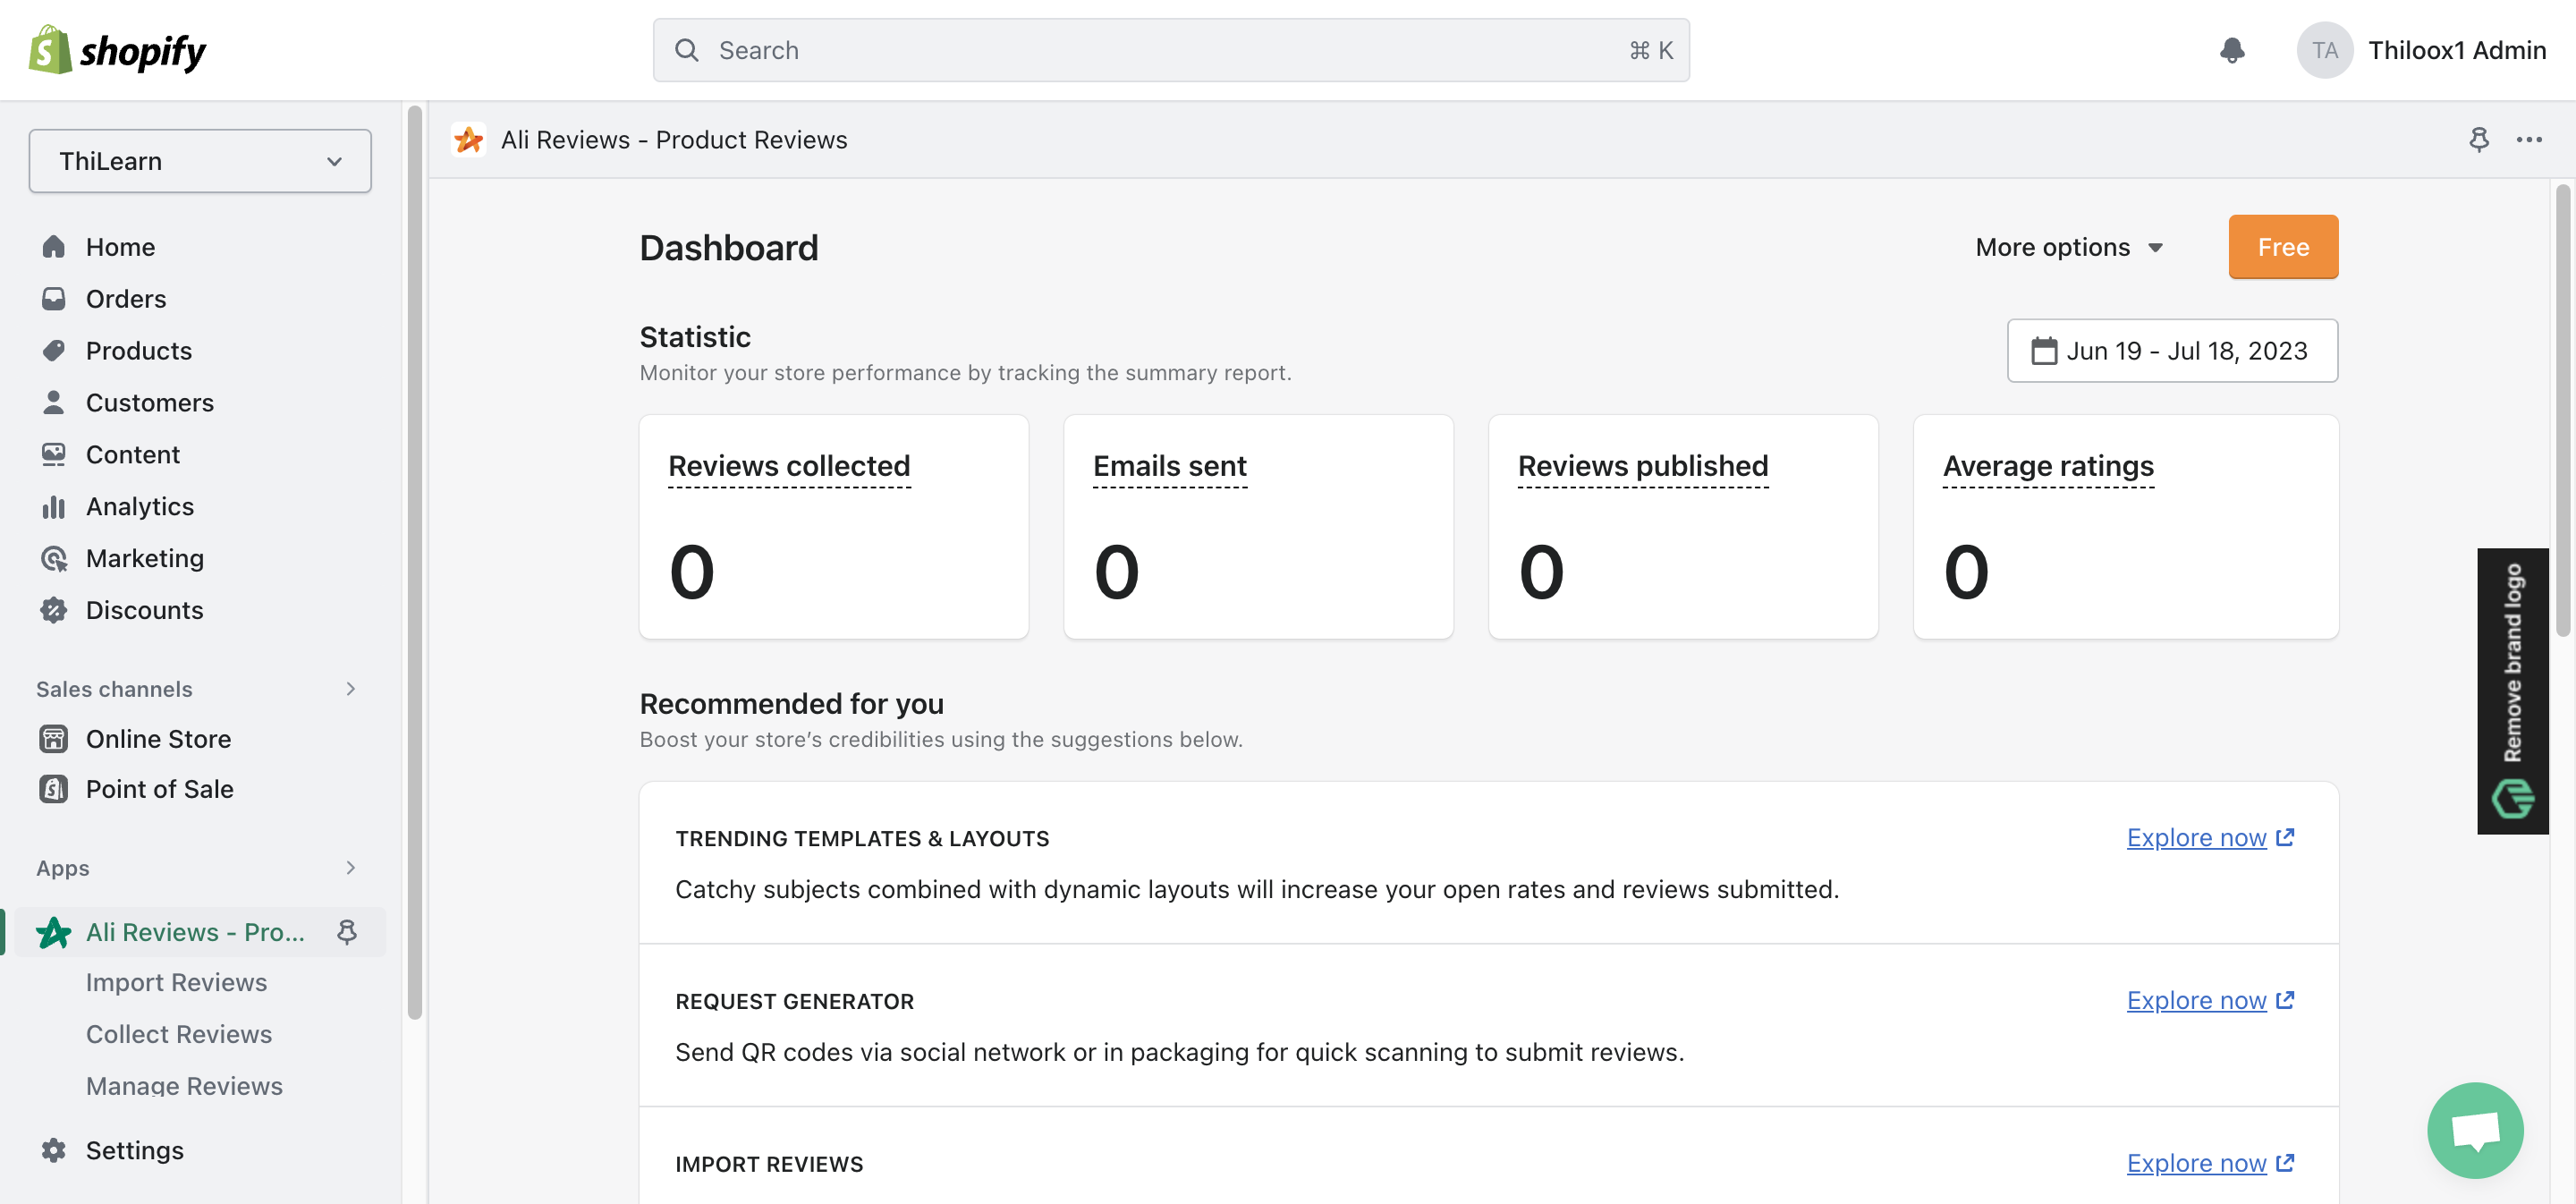 shopify
Search
⌘ K
TA
Thiloox1 Admin
ThiLearn
Home
Orders
Products
Customers
Content
Analytics
Marketing
Discounts
Sales channels
Online Store
Point of Sale
Apps
Ali Reviews - Pro...
Import Reviews
Collect Reviews
Manage Reviews
Settings
Ali Reviews - Product Reviews
Dashboard
More options
Free
Statistic
Monitor your store performance by tracking the summary report.
Jun 19 - Jul 18, 2023
Reviews collected
0
Emails sent
0
Reviews published
0
Average ratings
0
Recommended for you
Boost your store’s credibilities using the suggestions below.
TRENDING TEMPLATES & LAYOUTS
Explore now
Catchy subjects combined with dynamic layouts will increase your open rates and reviews submitted.
REQUEST GENERATOR
Explore now
Send QR codes via social network or in packaging for quick scanning to submit reviews.
IMPORT REVIEWS
Explore now
Remove brand logo